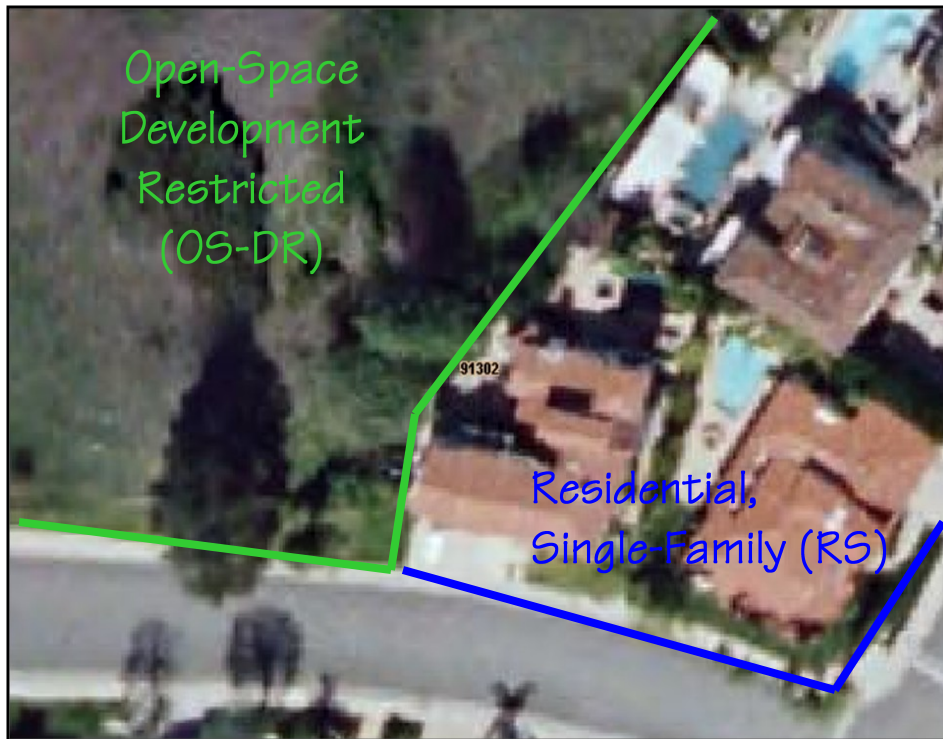 Open-Space
Development
Restricted
(OS-DR)
91302
Residential,
Single-Family (RS)